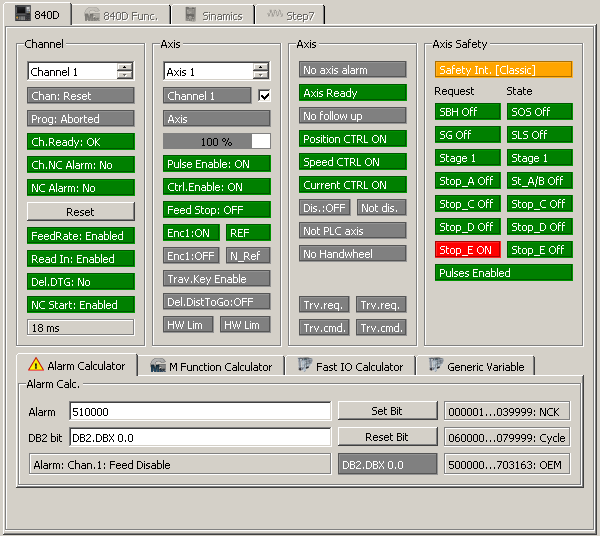 840D
840D Func.
Sinamics
Step7
Channel
Channel 1
Chan: Reset
Prog: Aborted
Ch.Ready: OK
Ch.NC Alarm: No
NC Alarm: No
Reset
FeedRate: Enabled
Read In: Enabled
Del.DTG: No
NC Start: Enabled
18 ms
Axis
Axis 1
Channel 1
Axis
100 %
Pulse Enable: ON
Ctrl.Enable: ON
Feed Stop: OFF
Enc1:ON REF
Enc1:OFF N_Ref
Trav.Key Enable
Del.DistToGo:OFF
HW Lim HW Lim
Axis
No axis alarm
Axis Ready
No follow up
Position CTRL ON
Speed CTRL ON
Current CTRL ON
Dis.:OFF Not dis.
Not PLC axis
No Handwheel
Trv.req. Trv.req.
Trv.cmd. Trv.cmd.
Axis Safety
Safety Int. [Classic]
Request State
SBH Off SOS Off
SG Off SLS Off
Stage 1 Stage 1
Stop_A Off St_A/B Off
Stop_C Off Stop_C Off
Stop_D Off Stop_D Off
Stop_E ON Stop_E Off
Pulses Enabled
Alarm Calculator
M Function Calculator
Fast IO Calculator
Generic Variable
Alarm Calc.
Alarm 510000 Set Bit 000001...039999: NCK
DB2 bit DB2.DBX 0.0 Reset Bit 060000...079999: Cycle
Alarm: Chan.1: Feed Disable DB2.DBX 0.0 500000...703163: OEM